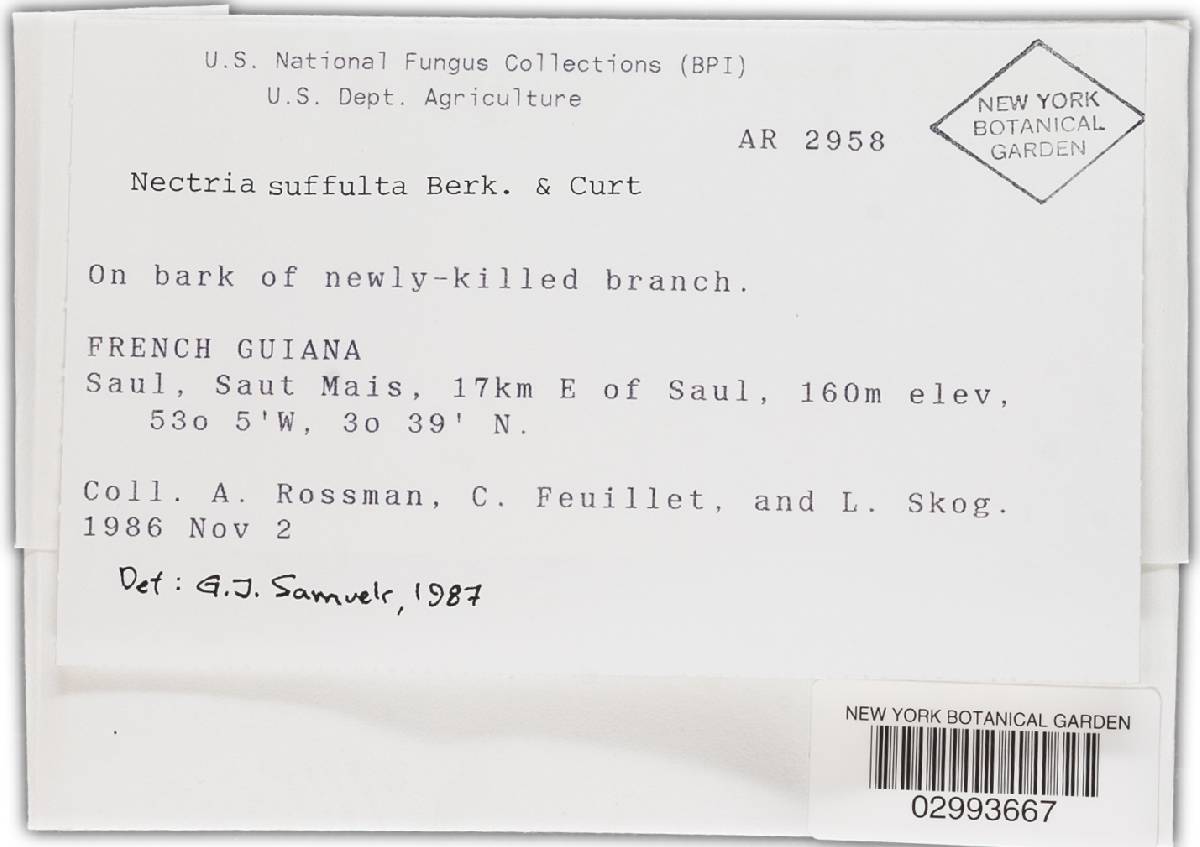 U.S. National Fungus Collections (BPI)
U.S. Dept. Agriculture
AR 2958
NEW YORK
BOTANICAL
GARDEN
Nectria suffulta Berk. & Curt
On bark of newly-killed branch.
FRENCH GUIANA
Saul, Saut Mais, 17km E of Saul, 160m elev,
53o 5'W, 3o 39' N.
Coll. A. Rossman, C. Feuillet, and L. Skog.
1986 Nov 2
Det: G.J. Samuels, 1987
NEW YORK BOTANICAL GARDEN
02993667